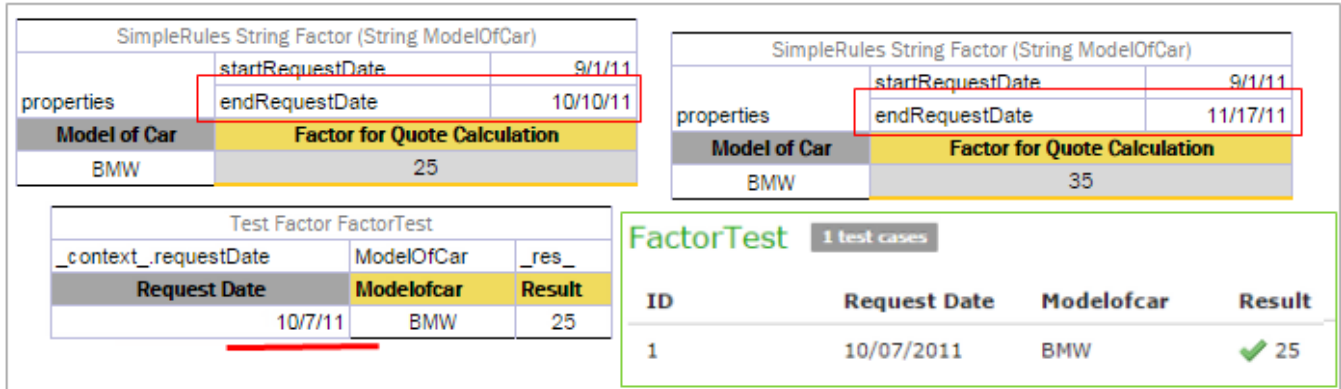 SimpleRules String Factor (String ModelOfCar)
startRequestDate 9/1/11
properties endRequestDate 10/10/11
Model of Car Factor for Quote Calculation
BMW 25
SimpleRules String Factor (String ModelOfCar)
startRequestDate 9/1/11
properties endRequestDate 11/17/11
Model of Car Factor for Quote Calculation
BMW 35
Test Factor FactorTest
_context_.requestDate ModelOfCar _res_
Request Date Modelofcar Result
10/7/11 BMW 25
FactorTest 1 test cases
ID Request Date Modelofcar Result
1 10/07/2011 BMW 25